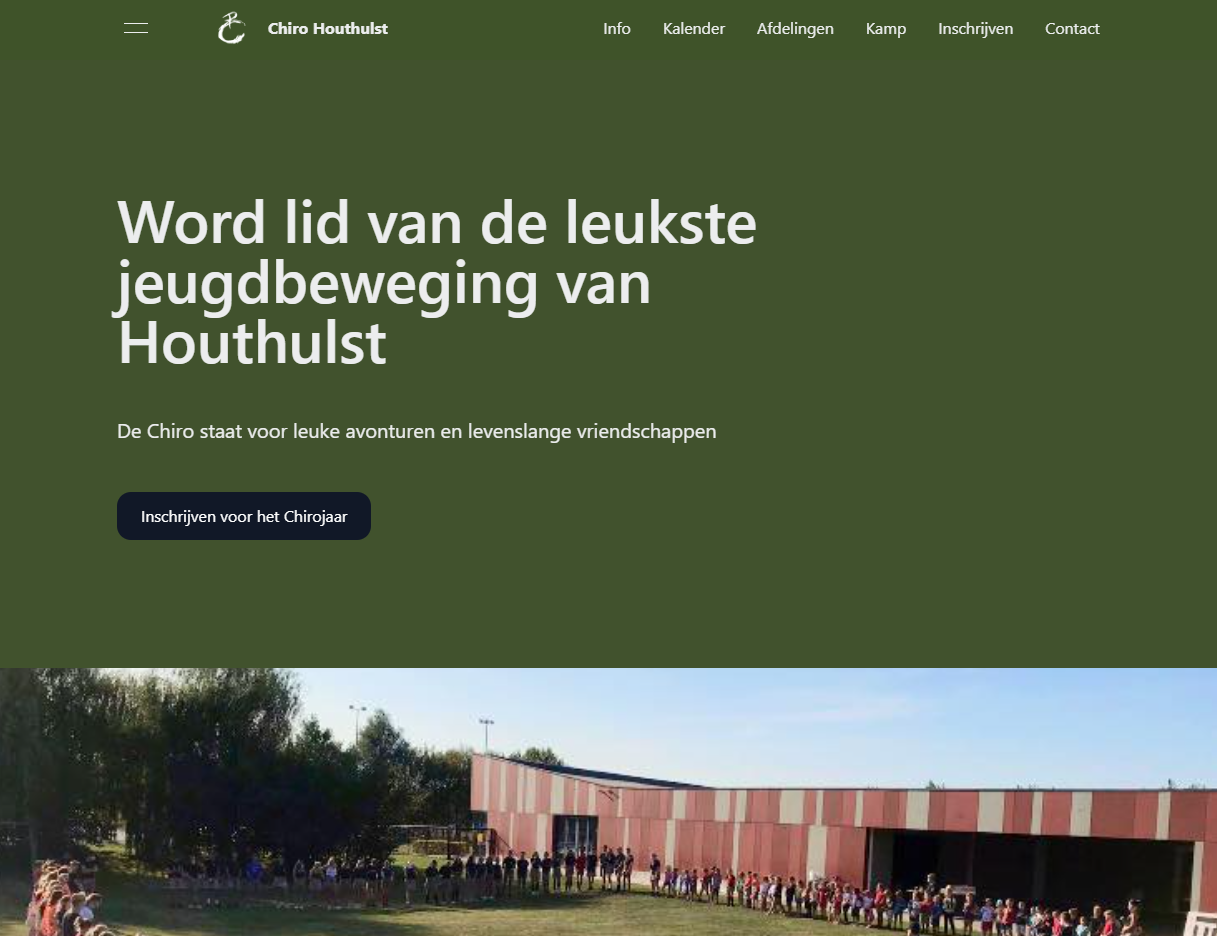 Chiro Houthulst
Info Kalender Afdelingen Kamp Inschrijven Contact
Word lid van de leukste
jeugdbeweging van
Houthulst
De Chiro staat voor leuke avonturen en levenslange vriendschappen
Inschrijven voor het Chirojaar